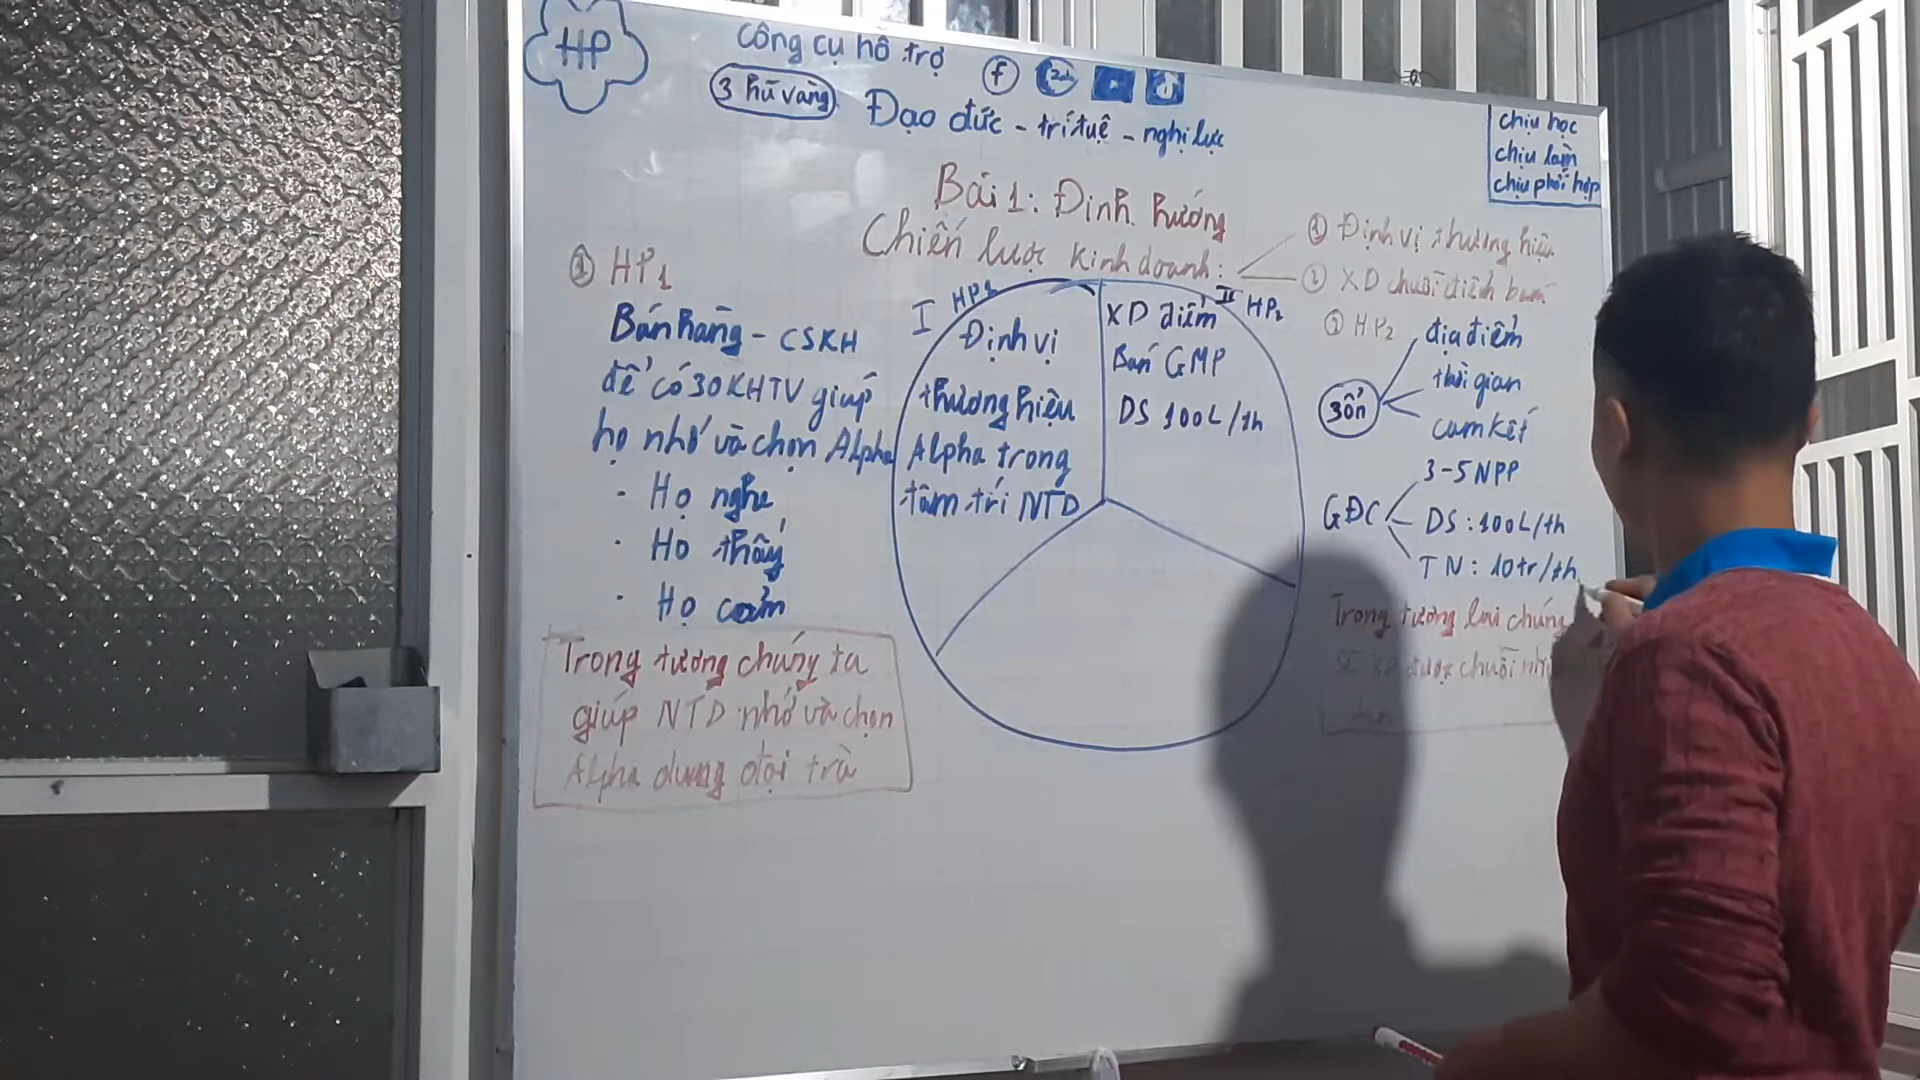 HP
Công cụ hỗ trợ
f
3 hũ vàng
Đạo đức - trí tuệ - nghị lực
chịu học
chịu làm
chịu phối hợp
Bài 1: Định hướng
Chiến lược kinh doanh:
① Định vị thương hiệu
② XD chuỗi điểm bán
① HP1
Bán hàng - CSKH
để có 30KHTV giúp
họ nhớ và chọn Alpha
· Họ nghe
· Họ thấy
· Họ cảm
Trong tương chúng ta
giúp NTD nhớ và chọn
Alpha dung đại trà
I HP1
Định vị
thương hiệu
Alpha trong
tâm trí NTD
II HP2
XD điểm
Bán GMP
DS 100L/th
① HP2
3 ổn
địa điểm
thời gian
cam kết
GĐC
3-5 NPP
DS: 100L/th
TN: 10tr/th
Trong tương lai chúng
được chuỗi